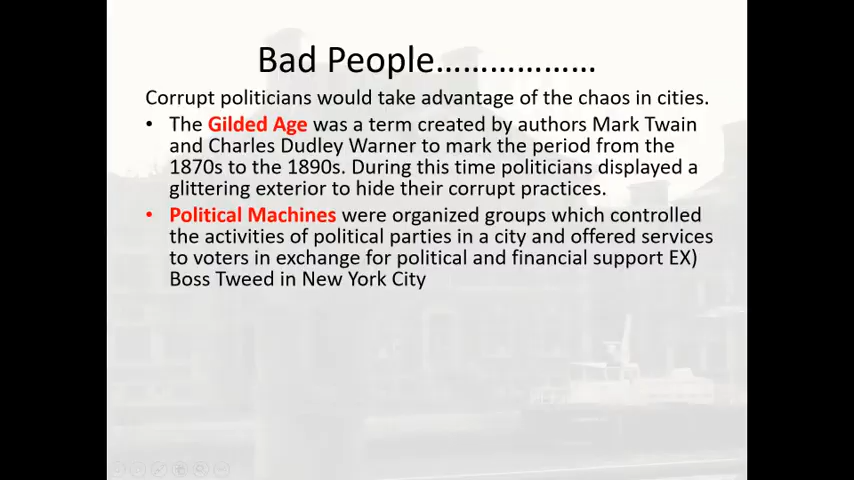 Bad People………………
Corrupt politicians would take advantage of the chaos in cities.
• The Gilded Age was a term created by authors Mark Twain
and Charles Dudley Warner to mark the period from the
1870s to the 1890s. During this time politicians displayed a
glittering exterior to hide their corrupt practices.
• Political Machines were organized groups which controlled
the activities of political parties in a city and offered services
to voters in exchange for political and financial support EX)
Boss Tweed in New York City